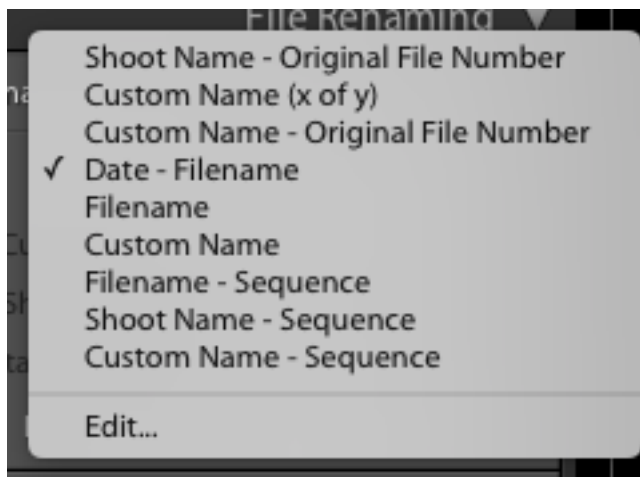 File Renaming
Shoot Name - Original File Number
Custom Name (x of y)
Custom Name - Original File Number
✓ Date - Filename
Filename
Custom Name
Filename - Sequence
Shoot Name - Sequence
Custom Name - Sequence
Edit...